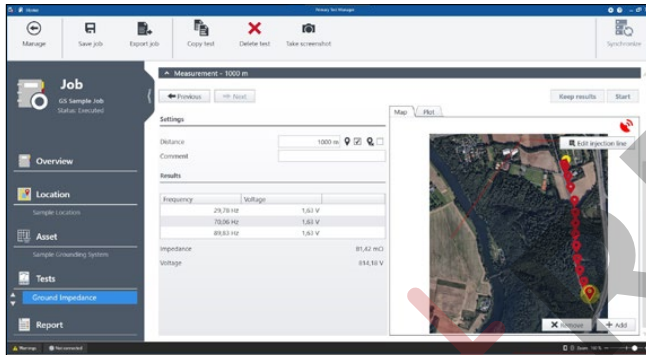 Home
Primary Test Manager
Manage
Save job
Export job
Copy test
Delete test
Take screenshot
Synchronize
Job
GS Sample Job
Status: Executed
Overview
Location
Sample Location
Asset
Sample Grounding System
Tests
Ground Impedance
Report
Measurement - 1000 m
Previous
Next
Keep results
Start
Settings
Distance
1000 m
Comment
Results
Frequency Voltage
29,78 Hz 1,63 V
70,06 Hz 1,63 V
89,83 Hz 1,63 V
Impedance 81,42 mΩ
Voltage 814,18 V
Map
Plot
Edit injection line
Remove
Add
Warnings
Not connected